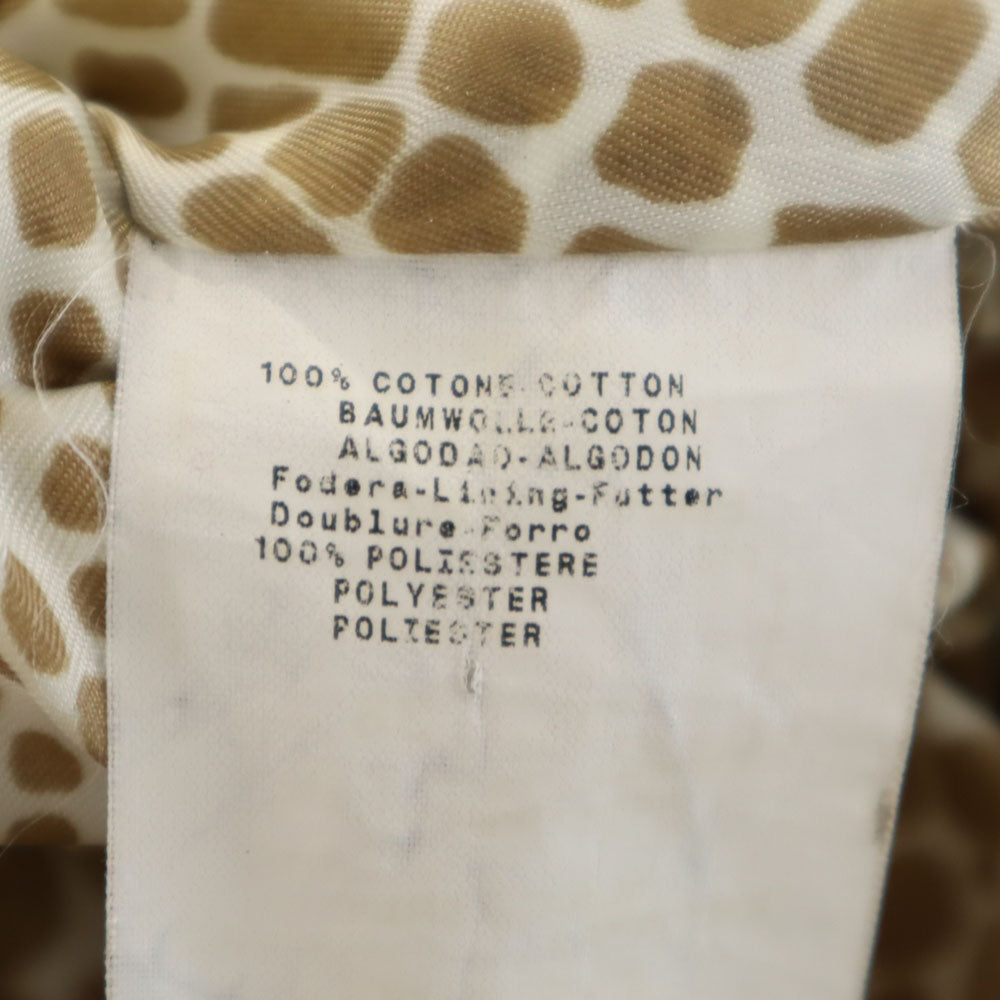 100% COTONE-COTTON
BAUMWOLLE-COTON
ALGODAO-ALGODON
Fodera-Lining-Futter
Doublure-Forro
100% POLIESTERE
POLYESTER
POLIESTER